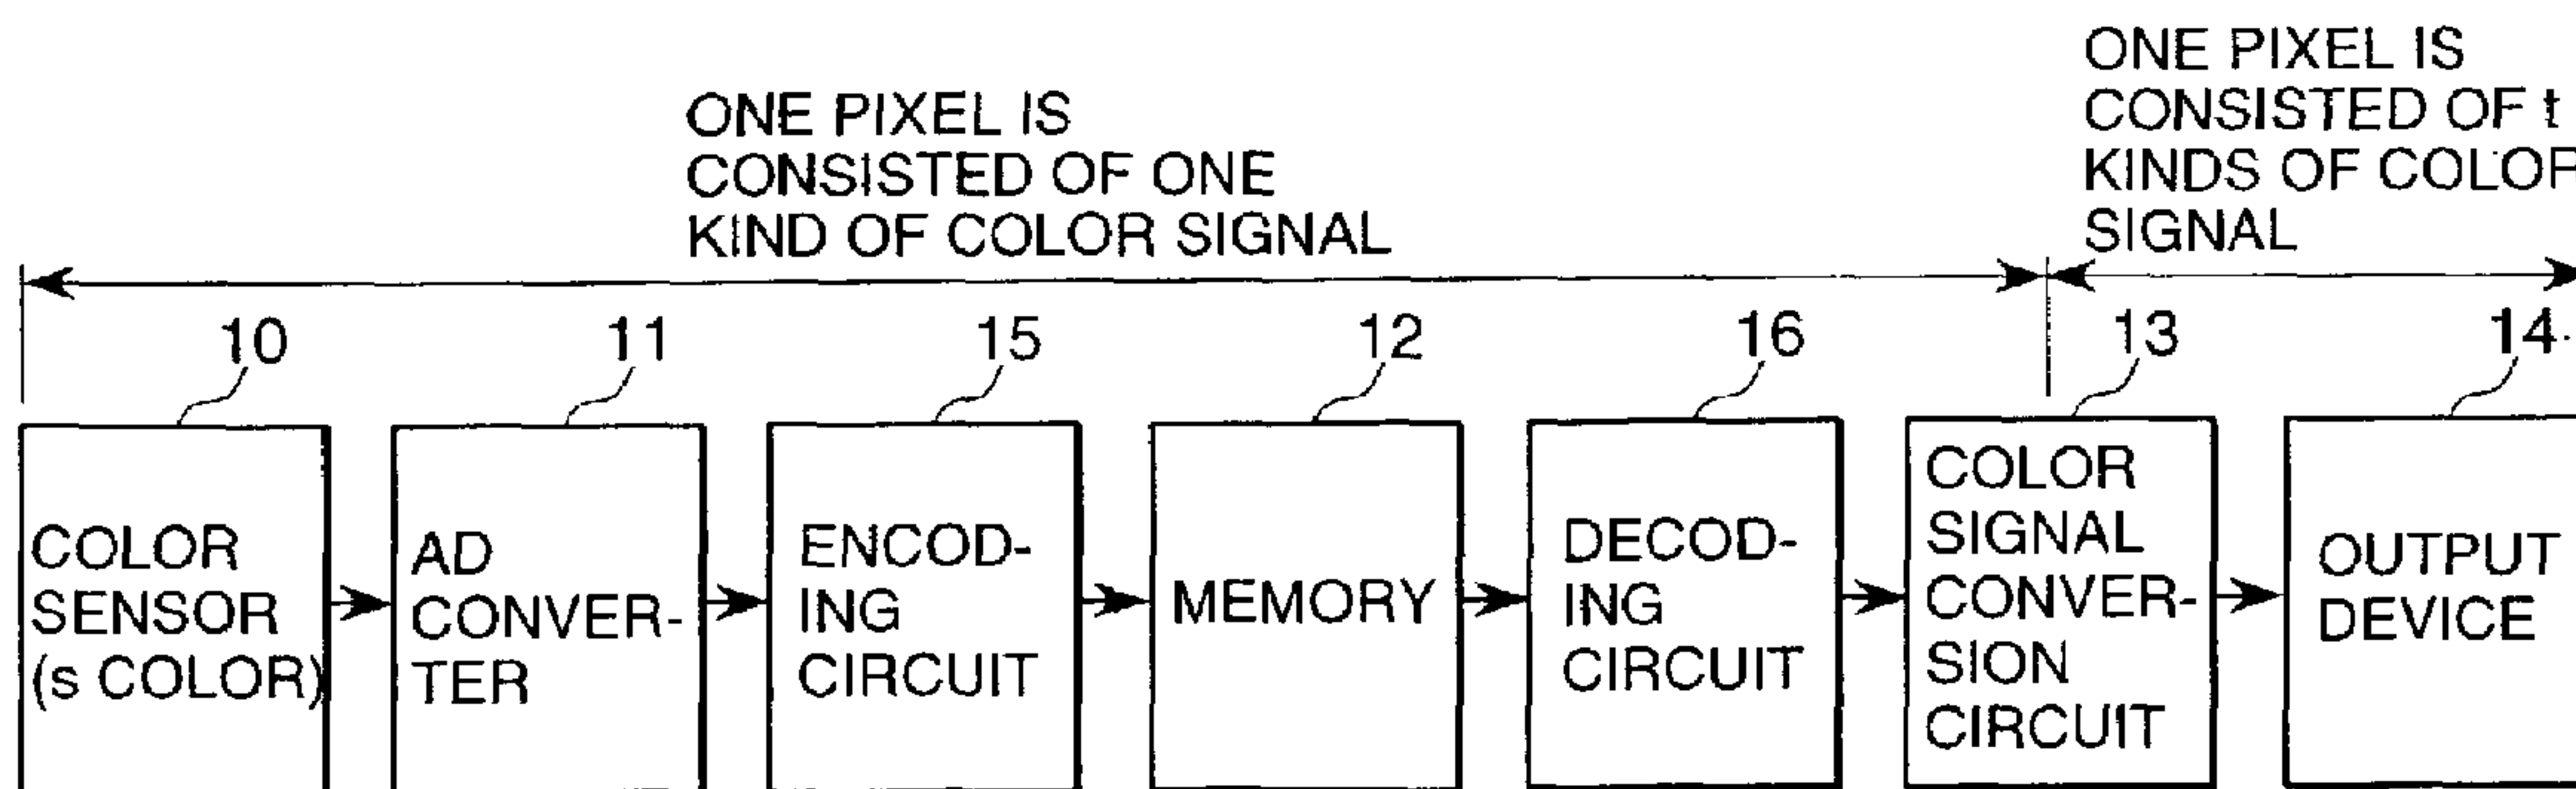 ONE PIXEL IS
CONSISTED OF ONE
KIND OF COLOR SIGNAL
ONE PIXEL IS
CONSISTED OF t
KINDS OF COLOR
SIGNAL
10
11
15
12
16
13
14
COLOR
SENSOR
(s COLOR)
AD
CONVER-
TER
ENCOD-
ING
CIRCUIT
MEMORY
DECOD-
ING
CIRCUIT
COLOR
SIGNAL
CONVER-
SION
CIRCUIT
OUTPUT
DEVICE